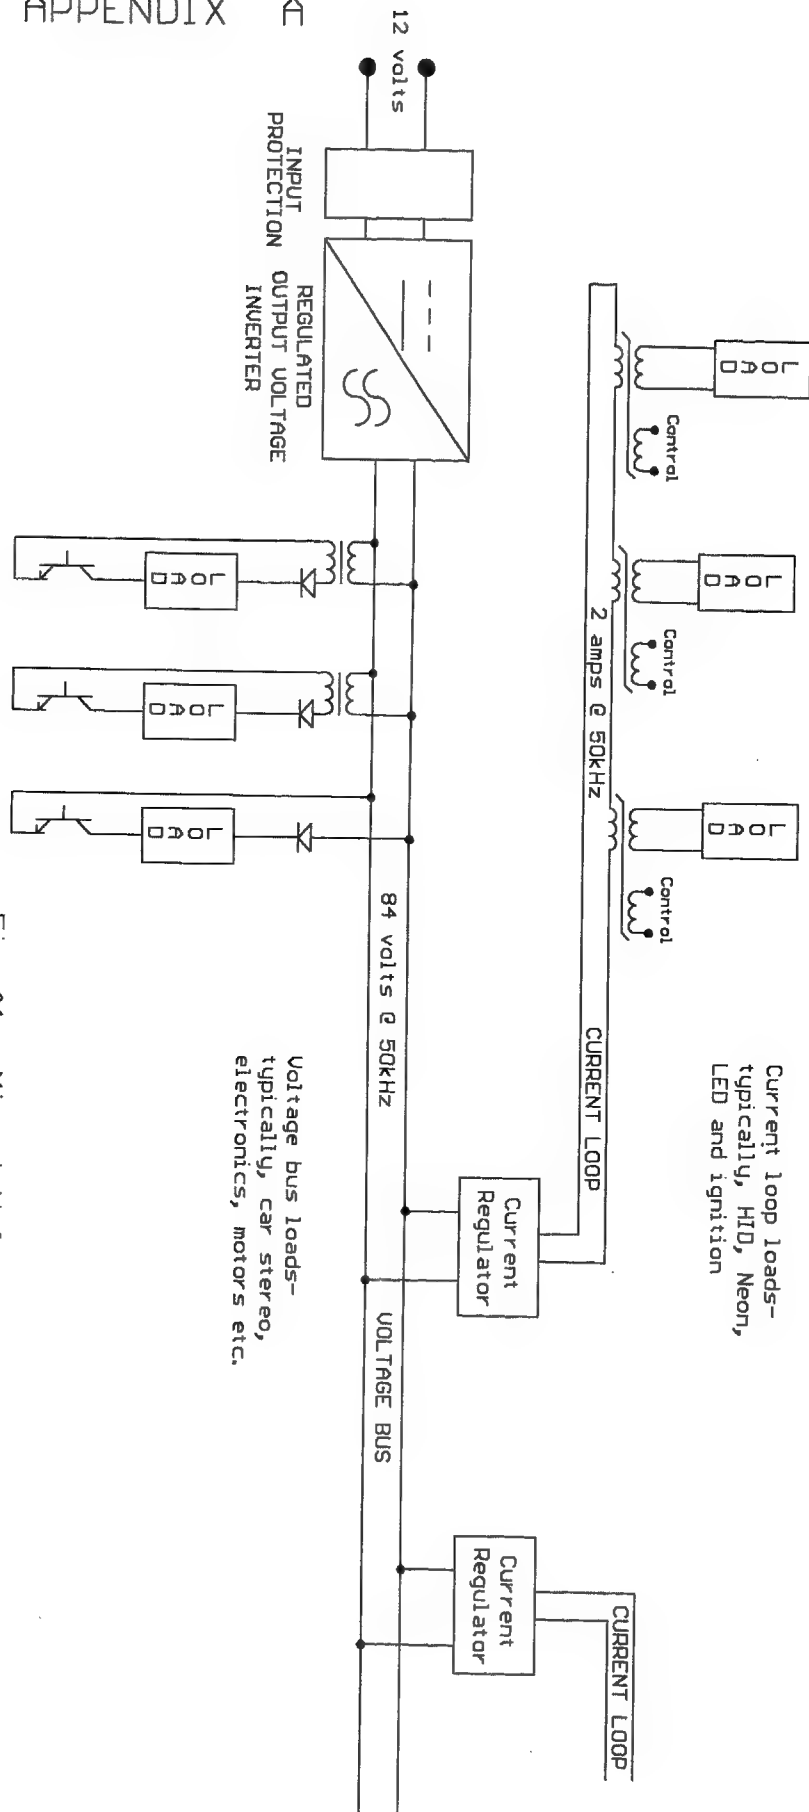 APPENDIX A
12 volts
INPUT
PROTECTION
REGULATED
OUTPUT VOLTAGE
INVERTER
LOAD
Control
LOAD
Control
LOAD
Control
2 amps @ 50kHz
CURRENT LOOP
Current loop loads-
typically, HID, Neon,
LED and ignition
LOAD
LOAD
LOAD
84 volts @ 50kHz
VOLTAGE BUS
Voltage bus loads-
typically, car stereo,
electronics, motors etc.
Current
Regulator
Current
Regulator
CURRENT LOOP